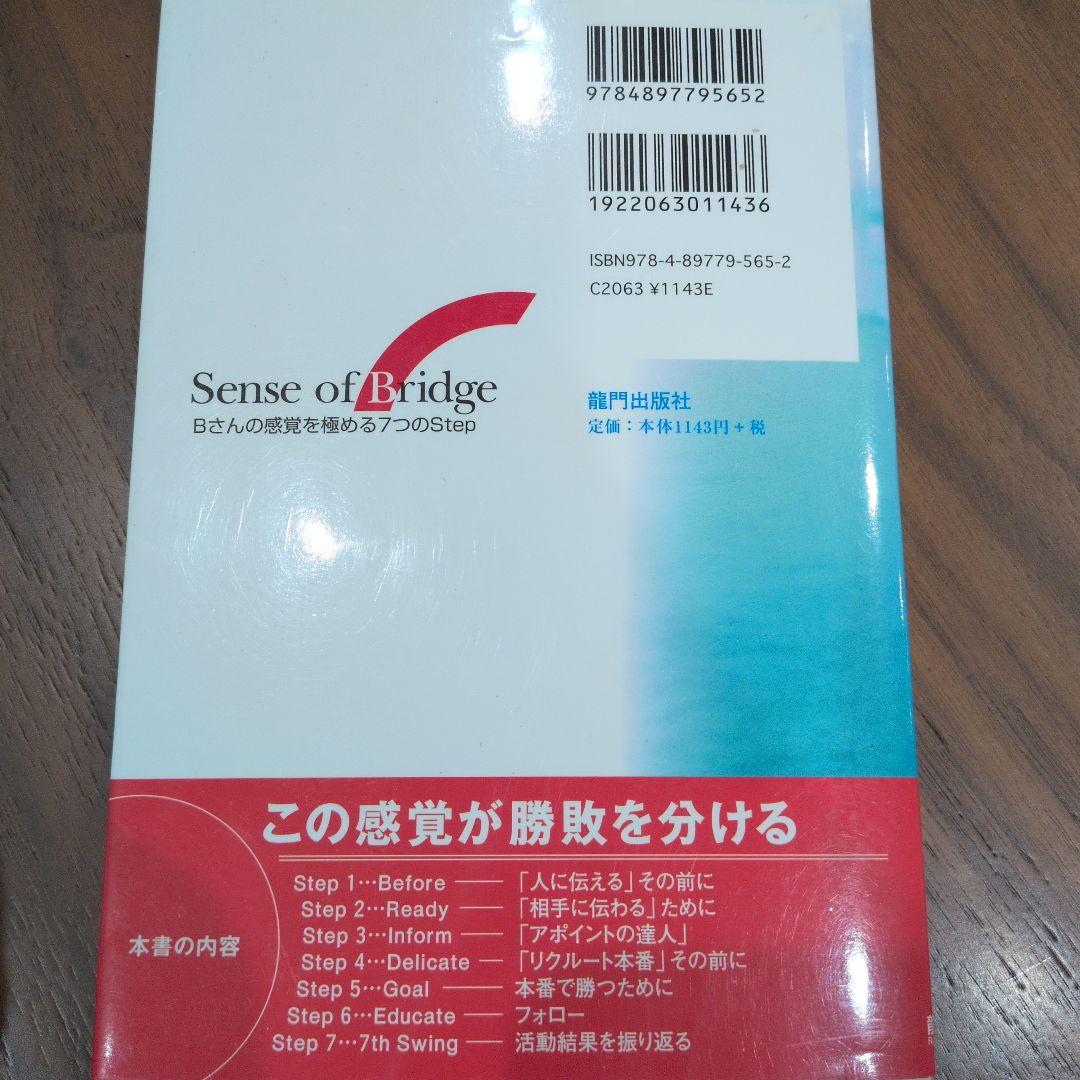 9784897795652
1922063011436
ISBN978-4-89779-565-2
C2063 ¥1143E
Sense of Bridge
Bさんの感覚を極める7つのStep
龍門出版社
定価：本体1143円+税
この感覚が勝敗を分ける
本書の内容
Step 1…Before ── 「人に伝える」その前に
Step 2…Ready ── 「相手に伝わる」ために
Step 3…Inform ── 「アポイントの達人」
Step 4…Delicate ── 「リクルート本番」その前に
Step 5…Goal ── 本番で勝つために
Step 6…Educate ── フォロー
Step 7…7th Swing ── 活動結果を振り返る